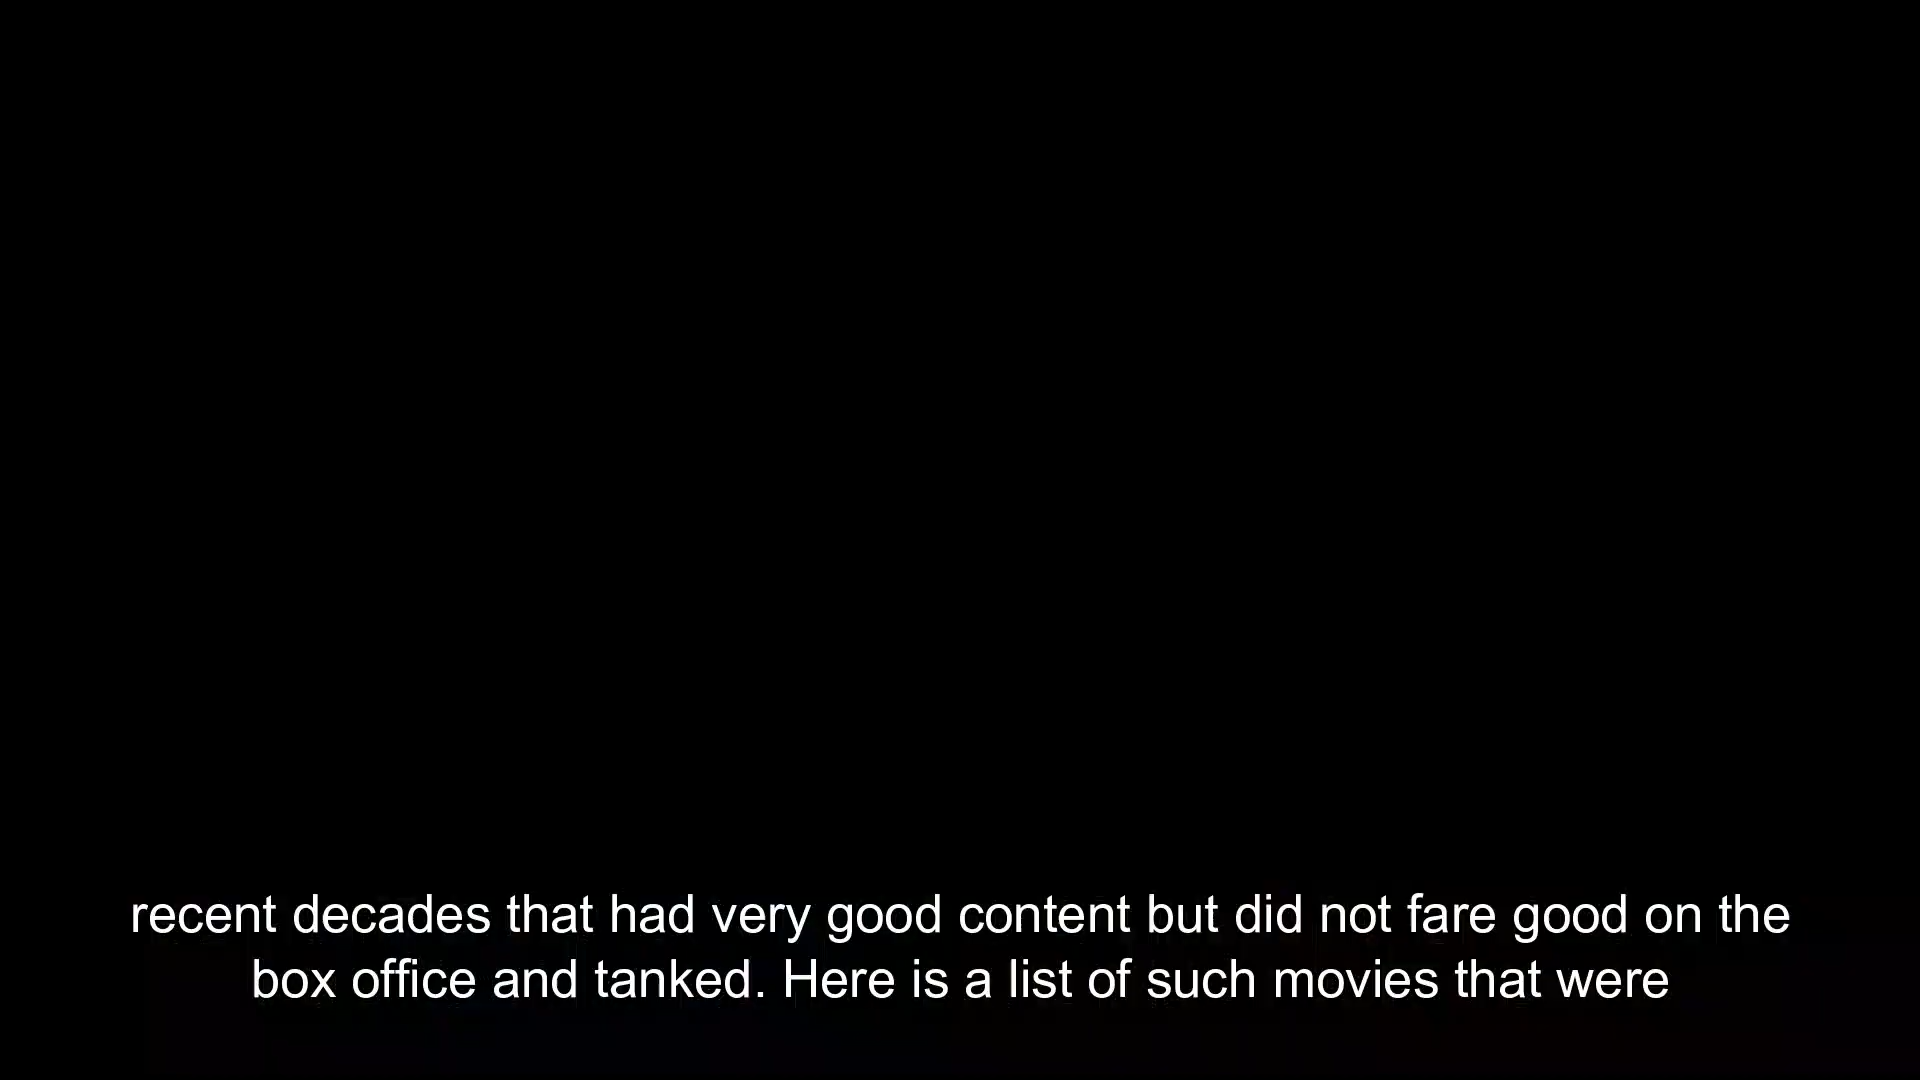 recent decades that had very good content but did not fare good on the
box office and tanked. Here is a list of such movies that were